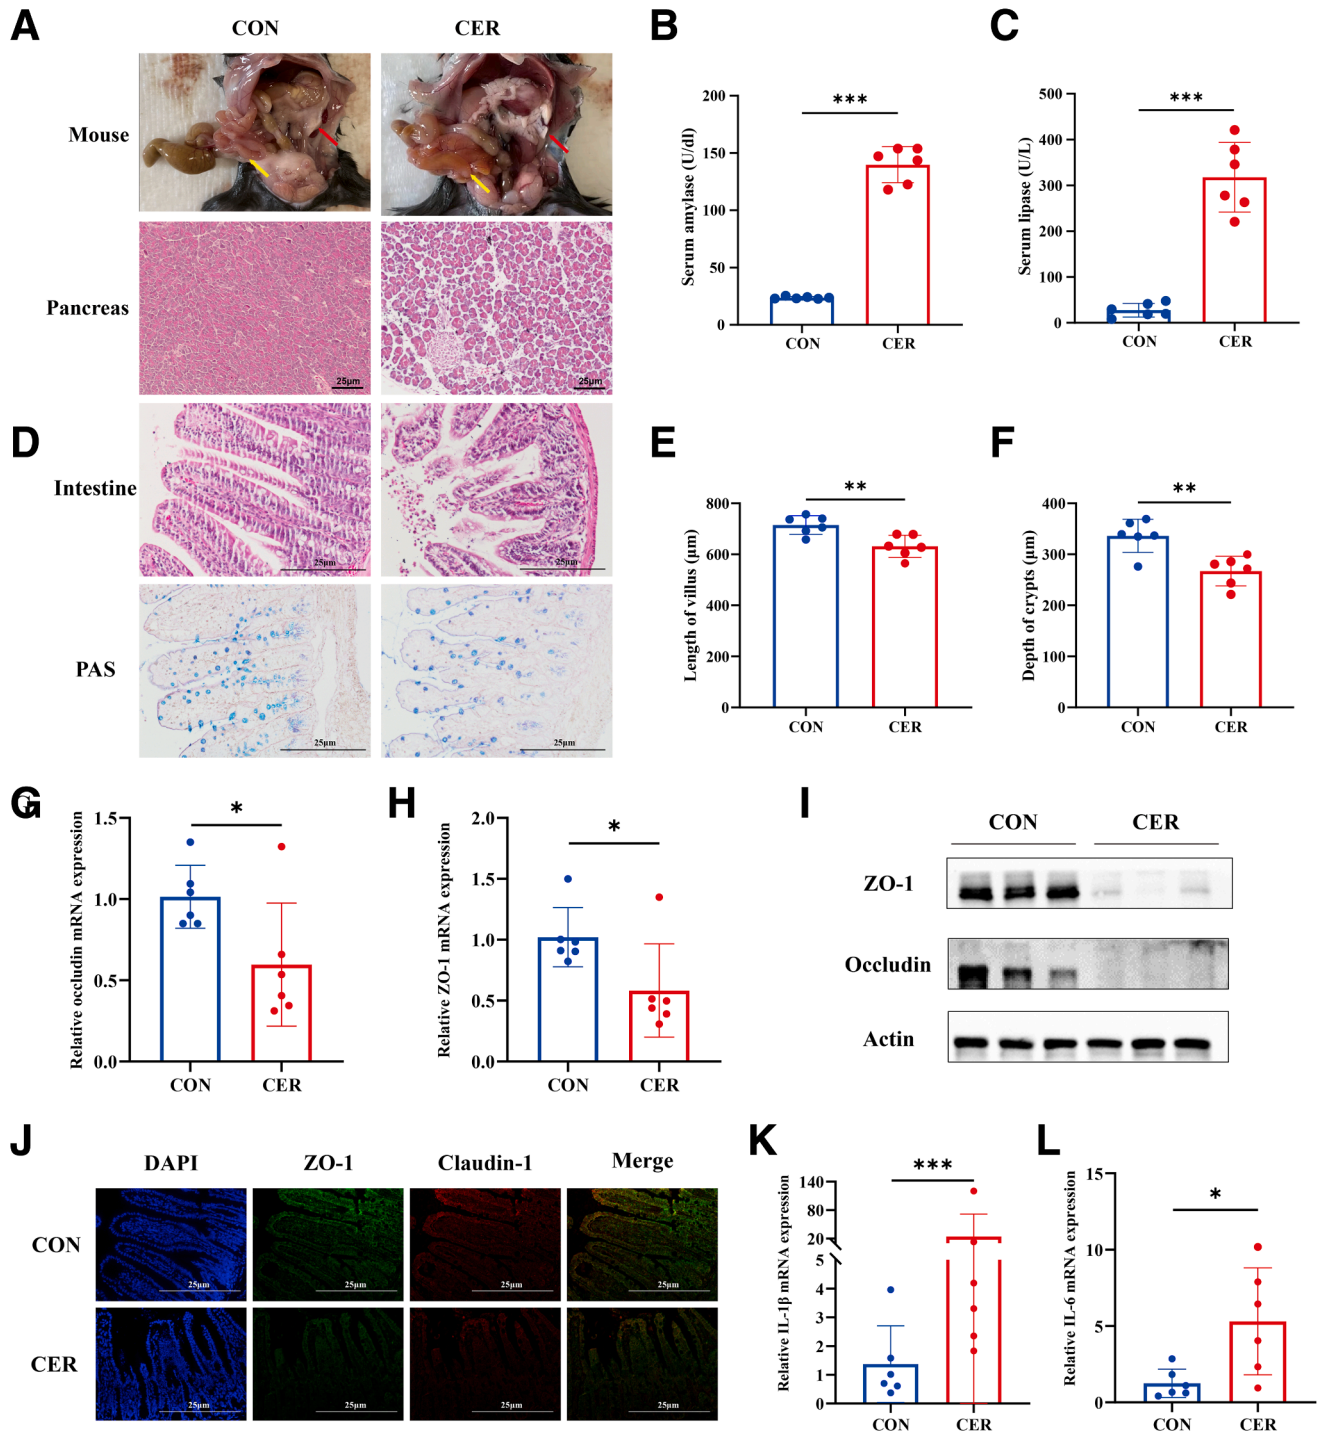 A
CON
CER
Mouse
Pancreas
25μm
25μm
D
Intestine
25μm
25μm
PAS
25μm
25μm
B
Serum amylase (U/dl)
200
150
100
50
0
***
CON
CER
C
Serum lipase (U/L)
500
400
300
200
100
0
***
CON
CER
E
Length of villus (μm)
800
600
400
200
0
**
CON
CER
F
Depth of crypts (μm)
400
300
200
100
0
**
CON
CER
G
Relative occludin mRNA expression
1.5
1.0
0.5
0.0
*
CON
CER
H
Relative ZO-1 mRNA expression
2.0
1.5
1.0
0.5
0.0
*
CON
CER
I
CON
CER
ZO-1
Occludin
Actin
J
DAPI
ZO-1
Claudin-1
Merge
CON
25μm
25μm
25μm
25μm
CER
25μm
25μm
25μm
25μm
K
Relative IL-1β mRNA expression
140
80
20
5
4
3
2
1
0
***
CON
CER
L
Relative IL-6 mRNA expression
15
10
5
0
*
CON
CER